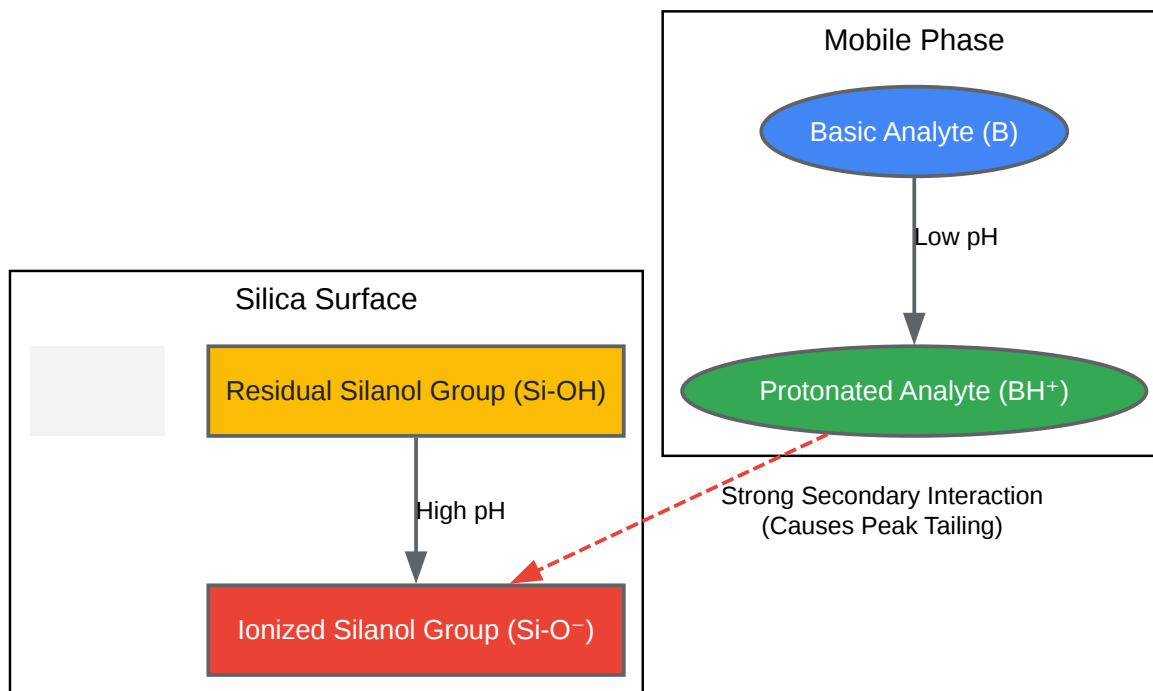 Mobile Phase
Basic Analyte (B)
Low pH
Silica Surface
Residual Silanol Group (Si-OH)
Protonated Analyte (BH⁺)
High pH
Strong Secondary Interaction
(Causes Peak Tailing)
Ionized Silanol Group (Si-O⁻)